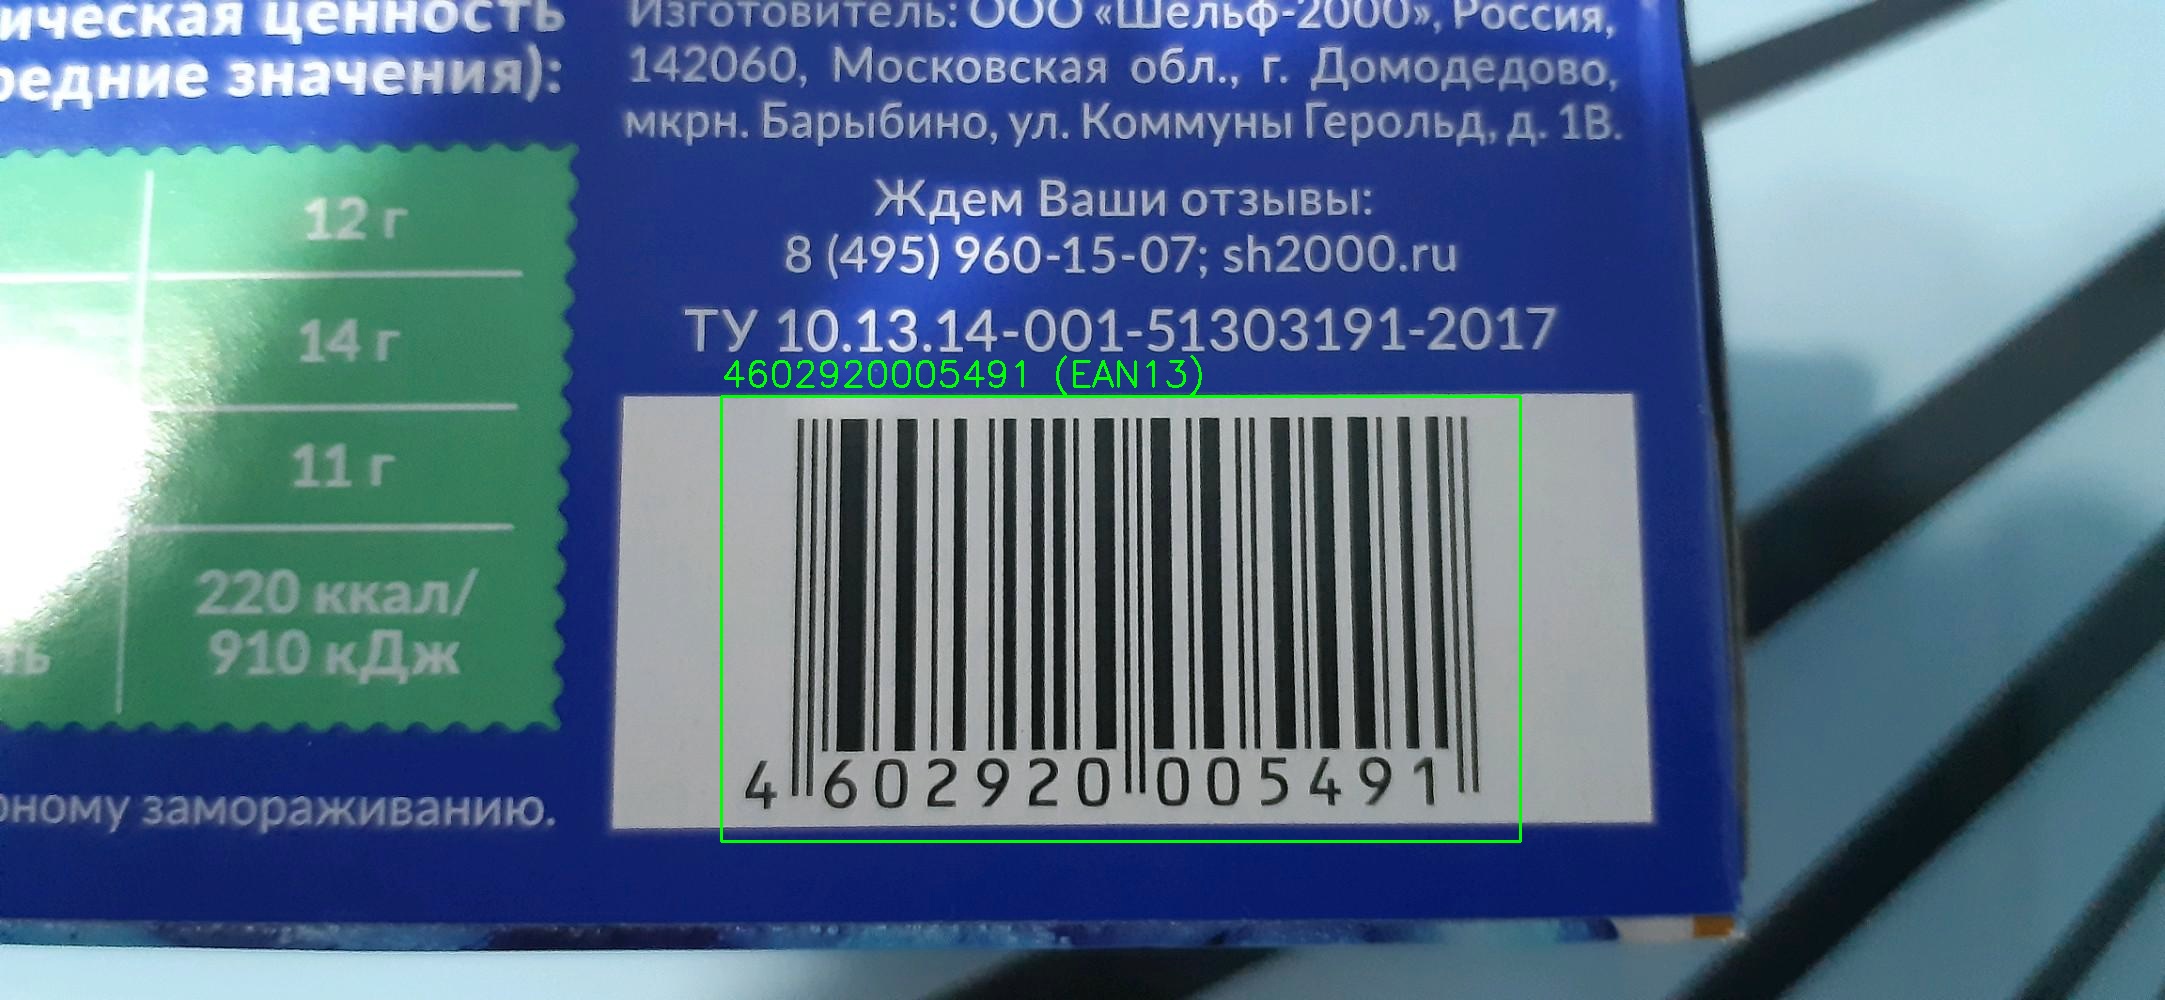 ическая ценность
редние значения):
12 г
14 г
11 г
220 ккал/
910 кДж
ть
рному замораживанию.
Изготовитель: ООО «Шельф-2000», Россия,
142060, Московская обл., г. Домодедово,
мкрн. Барыбино, ул. Коммуны Герольд, д. 1В.
Ждем Ваши отзывы:
8 (495) 960-15-07; sh2000.ru
ТУ 10.13.14-001-51303191-2017
4602920005491 (EAN13)
4 602920 005491